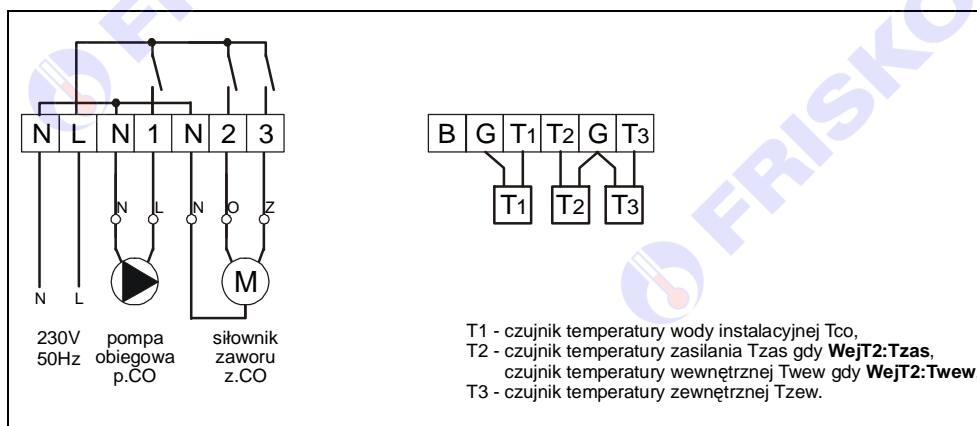 FRISKO
FRISKO
N L N 1 N 2 3
B G T1 T2 G T3
N L N O Z
T1 T2 T3
M
N L
230V
50Hz
pompa
obiegowa
p.CO
siłownik
zaworu
z.CO
T1 - czujnik temperatury wody instalacyjnej Tco,
T2 - czujnik temperatury zasilania Tzas gdy WejT2:Tzas,
czujnik temperatury wewnętrznej Twew gdy WejT2:Twew,
T3 - czujnik temperatury zewnętrznej Tzew.